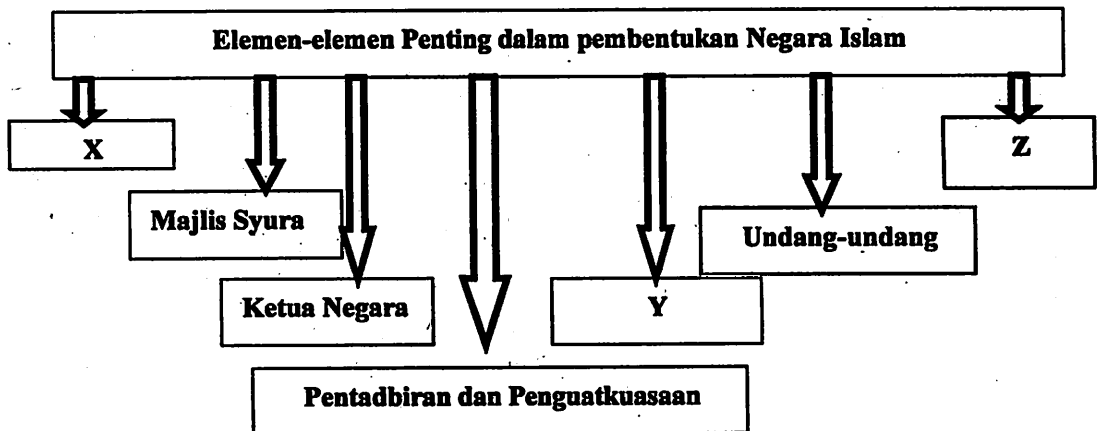 Elemen-elemen Penting dalam pembentukan Negara Islam
X
Z
Majlis Syura
Undang-undang
Ketua Negara
Y
Pentadbiran dan Penguatkuasaan